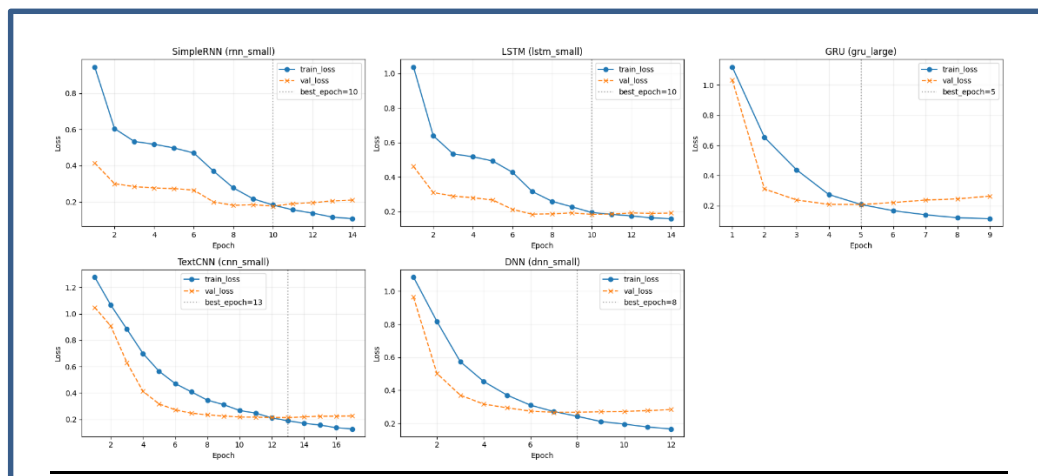 SimpleRNN (rnn_small)
train_loss
val_loss
best_epoch=10
Loss
0.8
0.6
0.4
0.2
2 4 6 8 10 12 14
Epoch
LSTM (lstm_small)
train_loss
val_loss
best_epoch=10
Loss
1.0
0.8
0.6
0.4
0.2
2 4 6 8 10 12 14
Epoch
GRU (gru_large)
train_loss
val_loss
best_epoch=5
Loss
1.0
0.8
0.6
0.4
0.2
1 2 3 4 5 6 7 8 9
Epoch
TextCNN (cnn_small)
train_loss
val_loss
best_epoch=13
Loss
1.2
1.0
0.8
0.6
0.4
0.2
2 4 6 8 10 12 14 16
Epoch
DNN (dnn_small)
train_loss
val_loss
best_epoch=8
Loss
1.0
0.8
0.6
0.4
0.2
2 4 6 8 10 12
Epoch